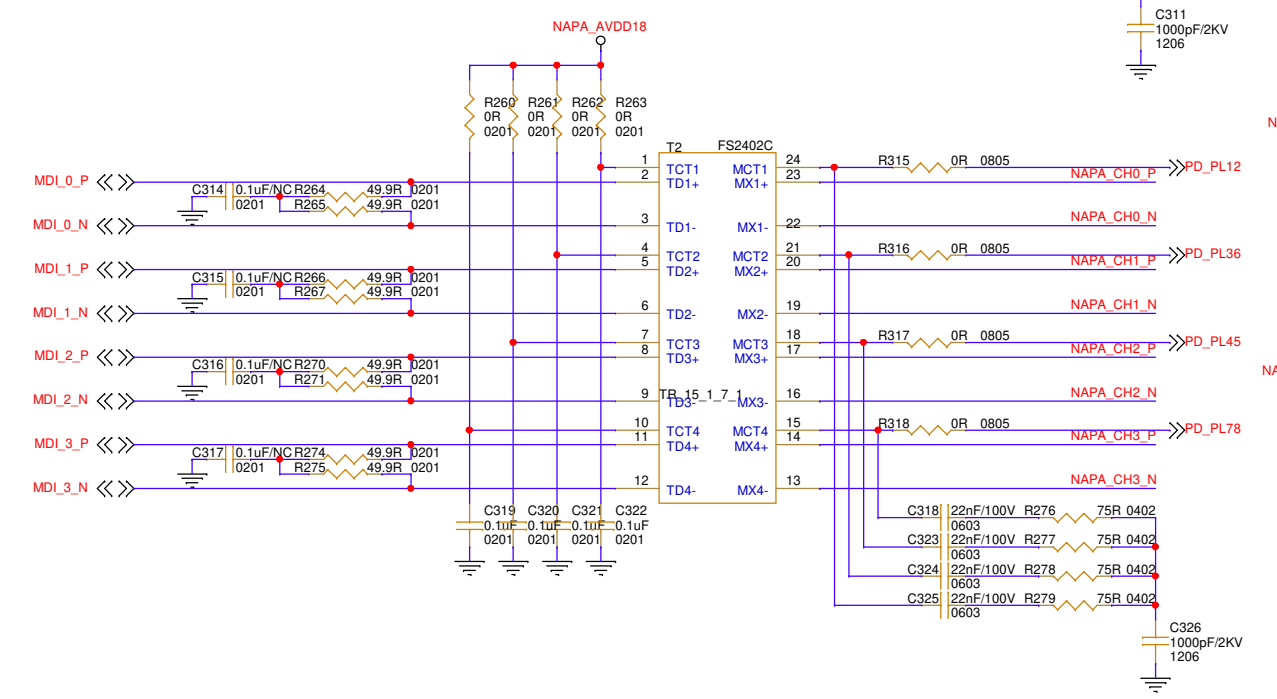 C311
1000pF/2KV
1206
NAPA_AVDD18
R260 R261 R262 R263
0R 0R 0R 0R
0201 0201 0201 0201
T2 FS2402C
1 TCT1 MCT1 24 R315 0R 0805 PD_PL12
MDI_0_P 2 TD1+ MX1+ 23 NAPA_CH0_P
C314 0.1uF/NC R264 49.9R 0201
0201 R265 49.9R 0201
MDI_0_N 3 TD1- MX1- 22 NAPA_CH0_N
4 TCT2 MCT2 21 R316 0R 0805 PD_PL36
MDI_1_P 5 TD2+ MX2+ 20 NAPA_CH1_P
C315 0.1uF/NC R266 49.9R 0201
0201 R267 49.9R 0201
MDI_1_N 6 TD2- MX2- 19 NAPA_CH1_N
7 TCT3 MCT3 18 R317 0R 0805 PD_PL45
MDI_2_P 8 TD3+ MX3+ 17 NAPA_CH2_P
C316 0.1uF/NC R270 49.9R 0201
0201 R271 49.9R 0201
TR_15_1_7_1
MDI_2_N 9 TD3- MX3- 16 NAPA_CH2_N
10 TCT4 MCT4 15 R318 0R 0805 PD_PL78
MDI_3_P 11 TD4+ MX4+ 14 NAPA_CH3_P
C317 0.1uF/NC R274 49.9R 0201
0201 R275 49.9R 0201
MDI_3_N 12 TD4- MX4- 13 NAPA_CH3_N
C319 C320 C321 C322
0.1uF 0.1uF 0.1uF 0.1uF
0201 0201 0201 0201
C318 22nF/100V R276 75R 0402
0603
C323 22nF/100V R277 75R 0402
0603
C324 22nF/100V R278 75R 0402
0603
C325 22nF/100V R279 75R 0402
0603
C326
1000pF/2KV
1206
N
NA